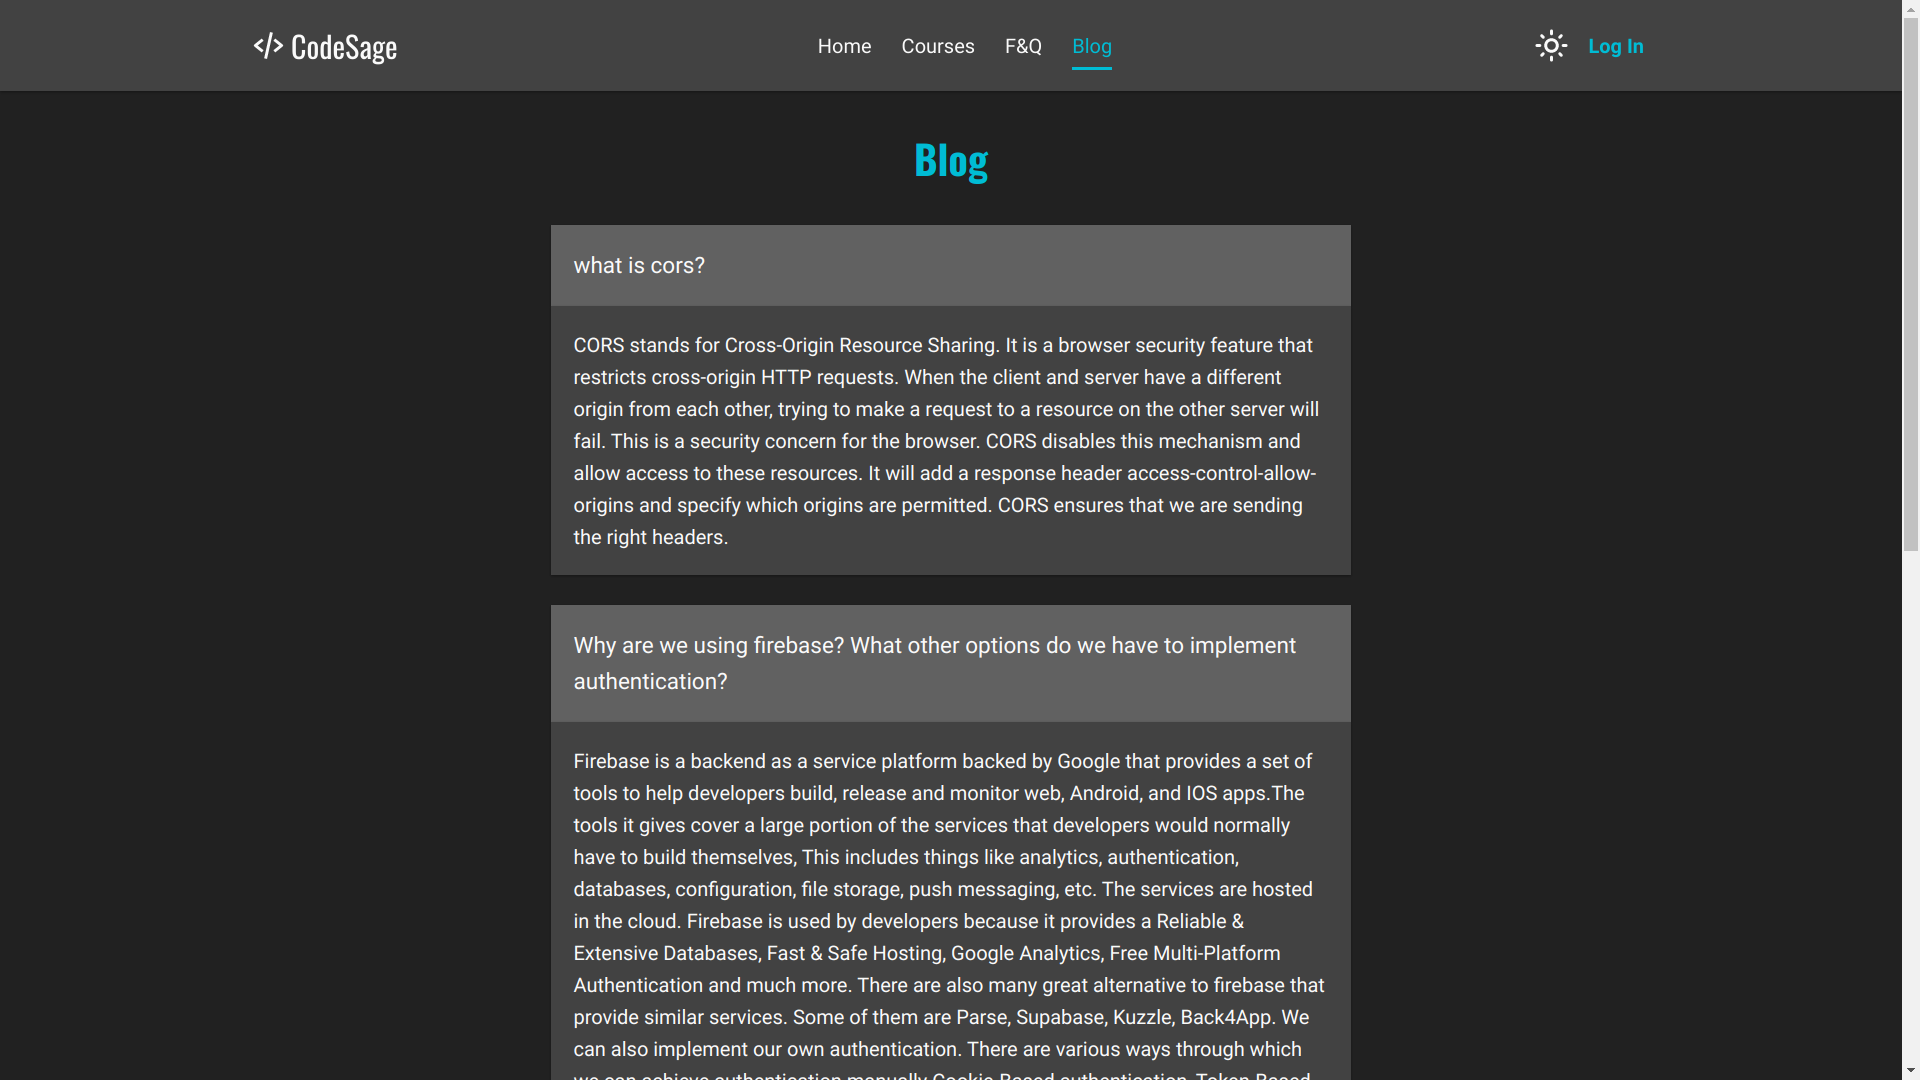 </> CodeSage
Home
Courses
F&Q
Blog
Log In
Blog
what is cors?
CORS stands for Cross-Origin Resource Sharing. It is a browser security feature that
restricts cross-origin HTTP requests. When the client and server have a different
origin from each other, trying to make a request to a resource on the other server will
fail. This is a security concern for the browser. CORS disables this mechanism and
allow access to these resources. It will add a response header access-control-allow-
origins and specify which origins are permitted. CORS ensures that we are sending
the right headers.
Why are we using firebase? What other options do we have to implement
authentication?
Firebase is a backend as a service platform backed by Google that provides a set of
tools to help developers build, release and monitor web, Android, and IOS apps.The
tools it gives cover a large portion of the services that developers would normally
have to build themselves, This includes things like analytics, authentication,
databases, configuration, file storage, push messaging, etc. The services are hosted
in the cloud. Firebase is used by developers because it provides a Reliable &
Extensive Databases, Fast & Safe Hosting, Google Analytics, Free Multi-Platform
Authentication and much more. There are also many great alternative to firebase that
provide similar services. Some of them are Parse, Supabase, Kuzzle, Back4App. We
can also implement our own authentication. There are various ways through which
we can achieve authentication manually Cookie-Based authentication, Token-Based